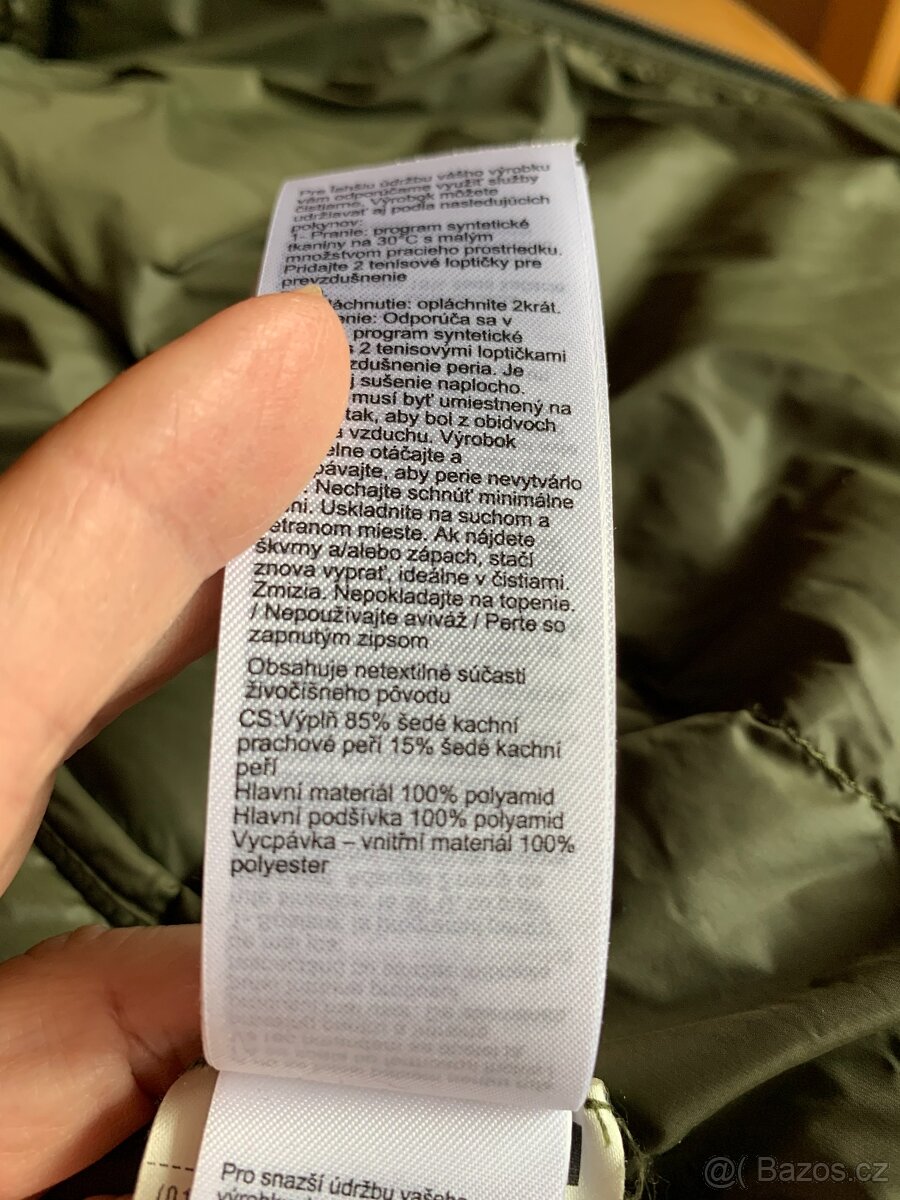 Pre ľahšiu údržbu vášho výrobku
vám odporúčame využiť služby
čistiarne. Výrobok môžete
udržiavať aj podľa nasledujúcich
pokynov:
1- Pranie: program syntetické
tkaniny na 30°C s malým
množstvom pracieho prostriedku.
Pridajte 2 tenisové loptičky pre
prevzdušnenie
láchnutie: opláchnite 2krát.
enie: Odporúča sa v
program syntetické
s 2 tenisovými loptičkami
zdušnenie peria. Je
j sušenie naplocho.
musí byť umiestnený na
tak, aby bol z obidvoch
a vzduchu. Výrobok
elne otáčajte a
pávajte, aby perie nevytvárlo
: Nechajte schnúť minimálne
ni. Uskladnite na suchom a
etranom mieste. Ak nájdete
škvrny a/alebo zápach, stačí
znova vyprať, ideálne v čistiarni.
Zmizia. Nepokladajte na topenie.
/ Nepoužívajte aviváž / Perte so
zapnutým zipsom
Obsahuje netextilné súčasti
živočíšneho pôvodu
CS:Výplň 85% šedé kachní
prachové peří 15% šedé kachní
peří
Hlavní materiál 100% polyamid
Hlavní podšívka 100% polyamid
Vycpávka – vnitřní materiál 100%
polyester
Pro snazší údržbu vašeho
@( Bazos.cz